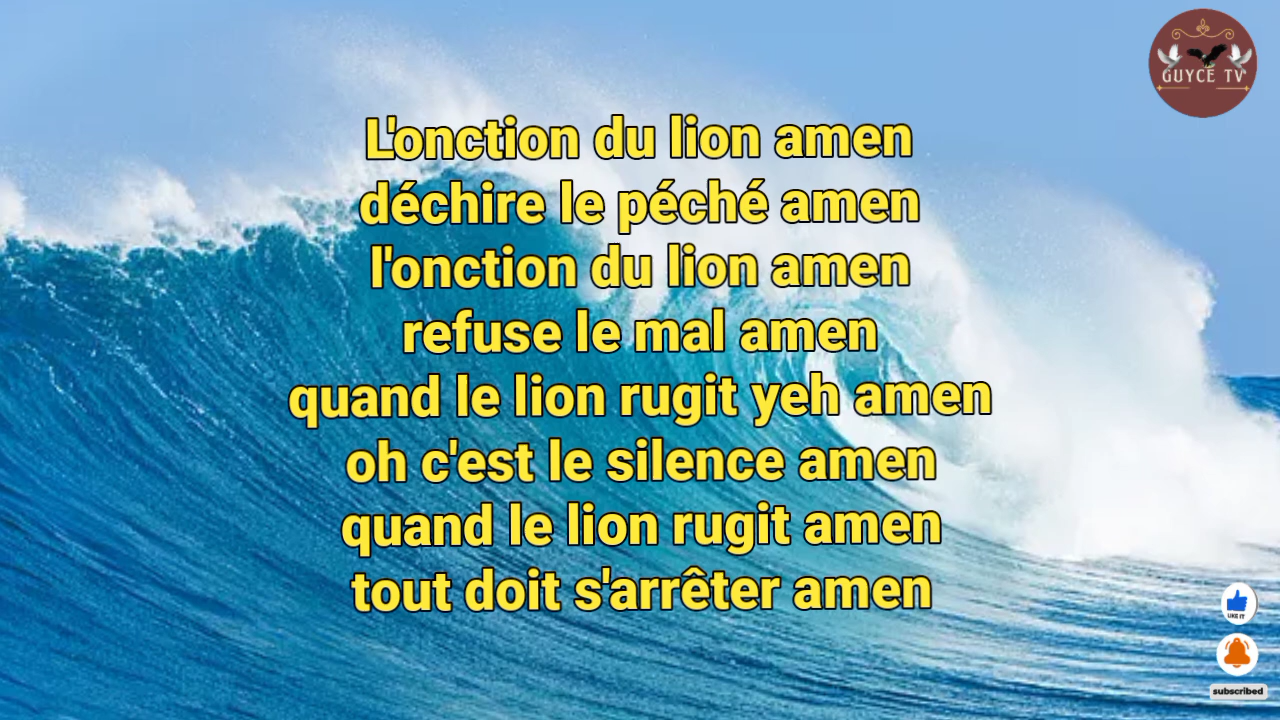 GUYCE TV
L'onction du lion amen
déchire le péché amen
l'onction du lion amen
refuse le mal amen
quand le lion rugit yeh amen
oh c'est le silence amen
quand le lion rugit amen
tout doit s'arrêter amen
LIKE IT
subscribed